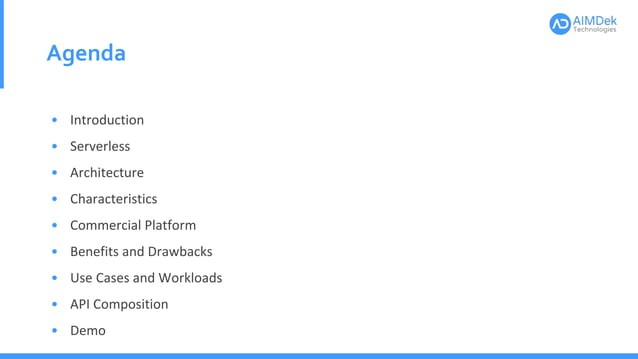 AIMDek
Technologies
Agenda
• Introduction
• Serverless
• Architecture
• Characteristics
• Commercial Platform
• Benefits and Drawbacks
• Use Cases and Workloads
• API Composition
• Demo